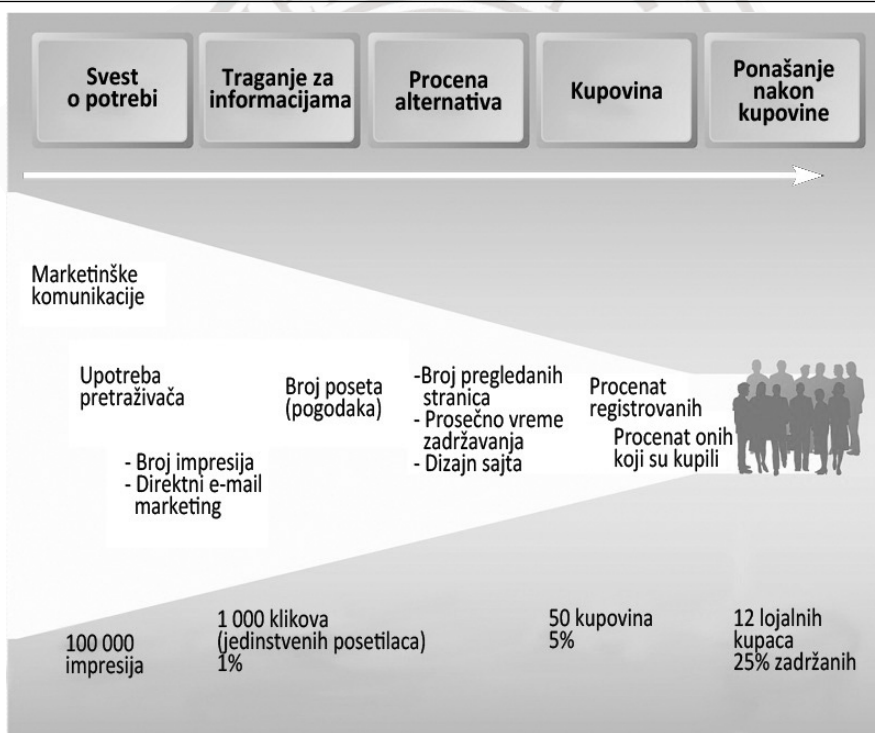 Svest
o potrebi
Traganje za
informacijama
Procena
alternativa
Kupovina
Ponašanje
nakon
kupovine
Marketinške
komunikacije
Upotreba
pretraživača
- Broj impresija
- Direktni e-mail
marketing
Broj poseta
(pogodaka)
-Broj pregledanih
stranica
- Prosečno vreme
zadržavanja
- Dizajn sajta
Procenat
registrovanih
Procenat onih
koji su kupili
100 000
impresija
1 000 klikova
(jedinstvenih posetilaca)
1%
50 kupovina
5%
12 lojalnih
kupaca
25% zadržanih